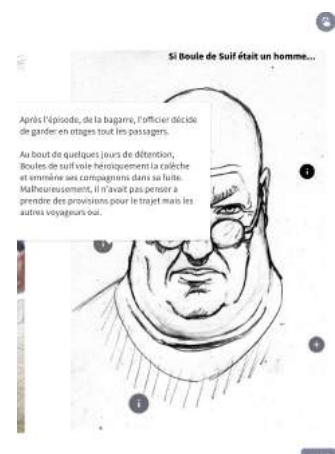 Si Boule de Suif était un homme...
Après l'épisode, de la bagarre, l'officier décide
de garder en otages tout les passagers.
Au bout de quelques jours de détention,
Boules de suif vole héroïquement la calèche
et emmène ses compagnons dans sa fuite.
Malheureusement, il n'avait pas penser a
prendre des provisions pour le trajet mais les
autres voyageurs oui.